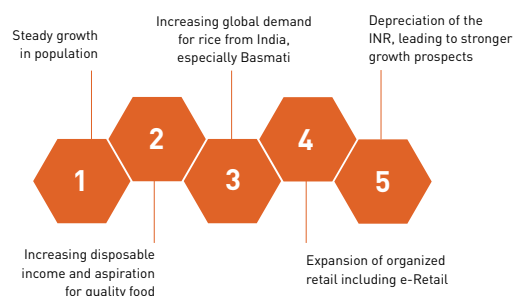 Steady growth
in population
1
Increasing disposable
income and aspiration
for quality food
2
Increasing global demand
for rice from India,
especially Basmati
3
Expansion of organized
retail including e-Retail
4
Depreciation of the
INR, leading to stronger
growth prospects
5